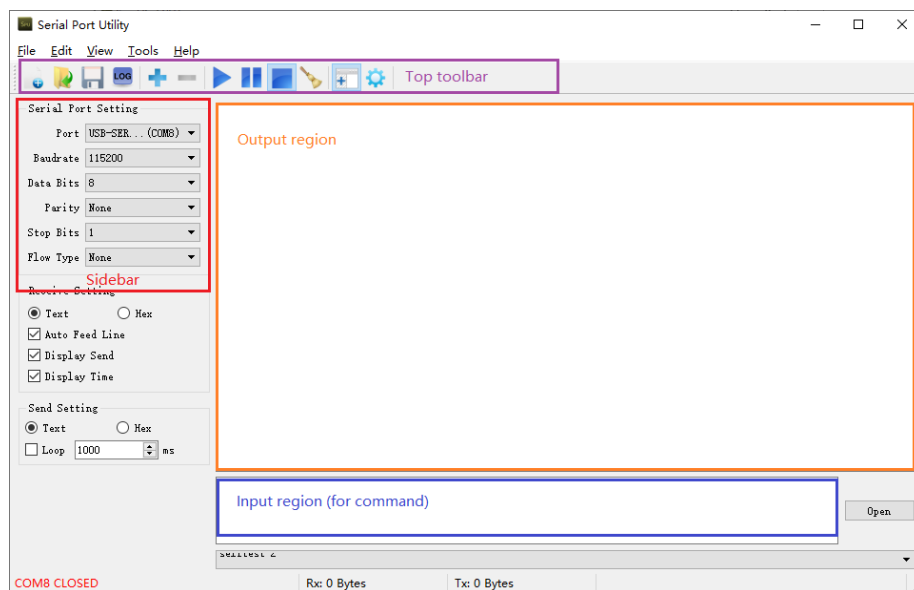 Serial Port Utility
File Edit View Tools Help
LOG
Top toolbar
Serial Port Setting
Port USB-SER...(COM8)
Baudrate 115200
Data Bits 8
Parity None
Stop Bits 1
Flow Type None
Sidebar
Receive Setting
Text Hex
Auto Feed Line
Display Send
Display Time
Send Setting
Text Hex
Loop 1000 ms
Output region
Input region (for command)
Open
selftest 2
COM8 CLOSED Rx: 0 Bytes Tx: 0 Bytes